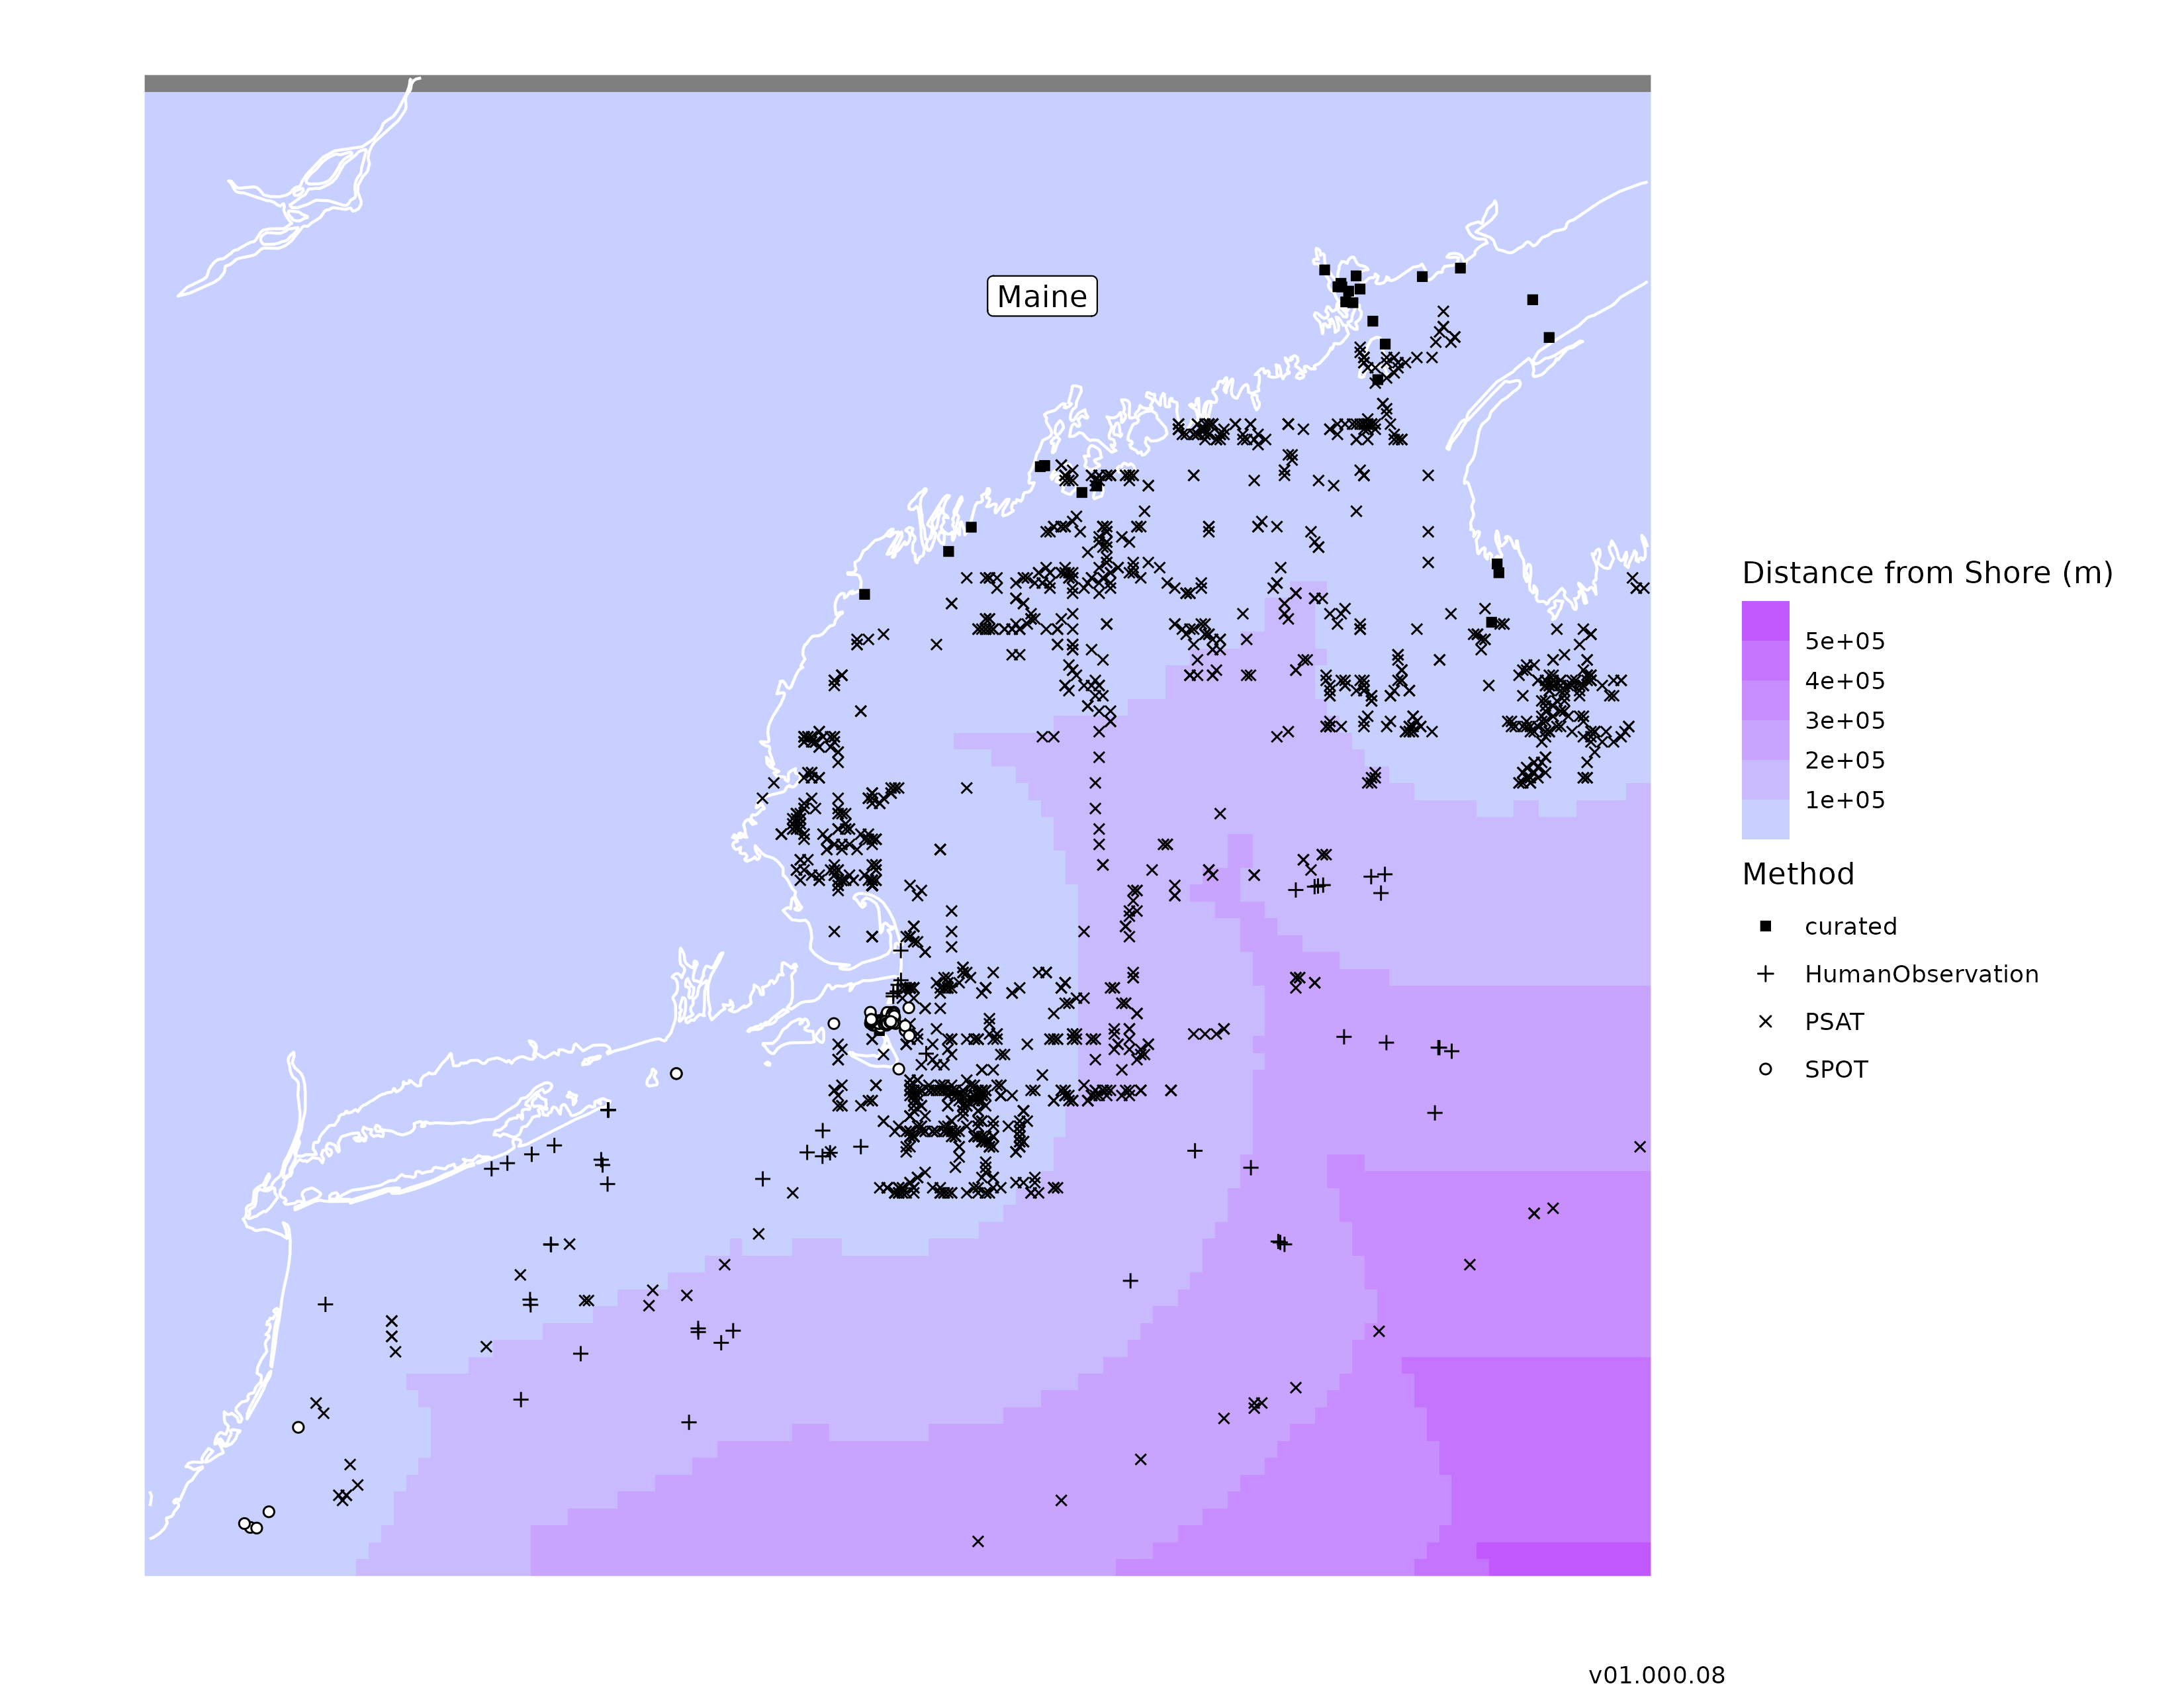 Maine
Distance from Shore (m)
5e+05
4e+05
3e+05
2e+05
1e+05
Method
curated
HumanObservation
PSAT
SPOT
v01.000.08